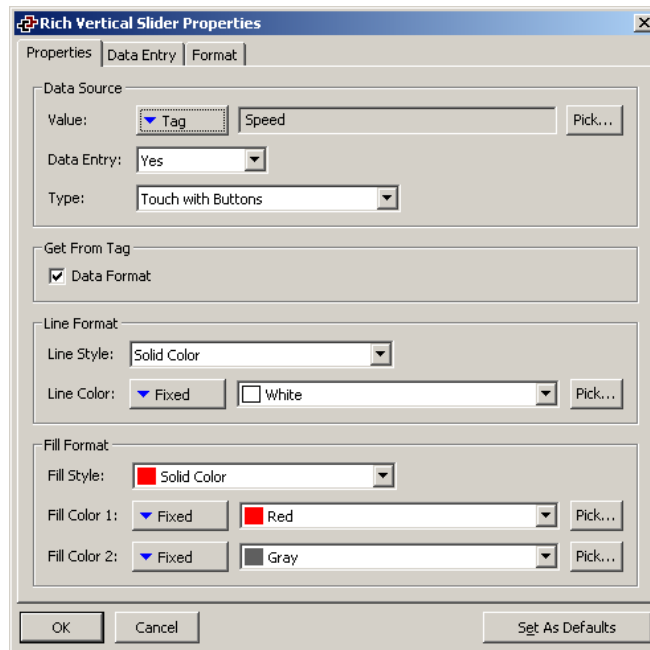 Rich Vertical Slider Properties
Properties Data Entry Format
Data Source
Value: Tag Speed Pick...
Data Entry: Yes
Type: Touch with Buttons
Get From Tag
Data Format
Line Format
Line Style: Solid Color
Line Color: Fixed White Pick...
Fill Format
Fill Style: Solid Color
Fill Color 1: Fixed Red Pick...
Fill Color 2: Fixed Gray Pick...
OK Cancel Set As Defaults